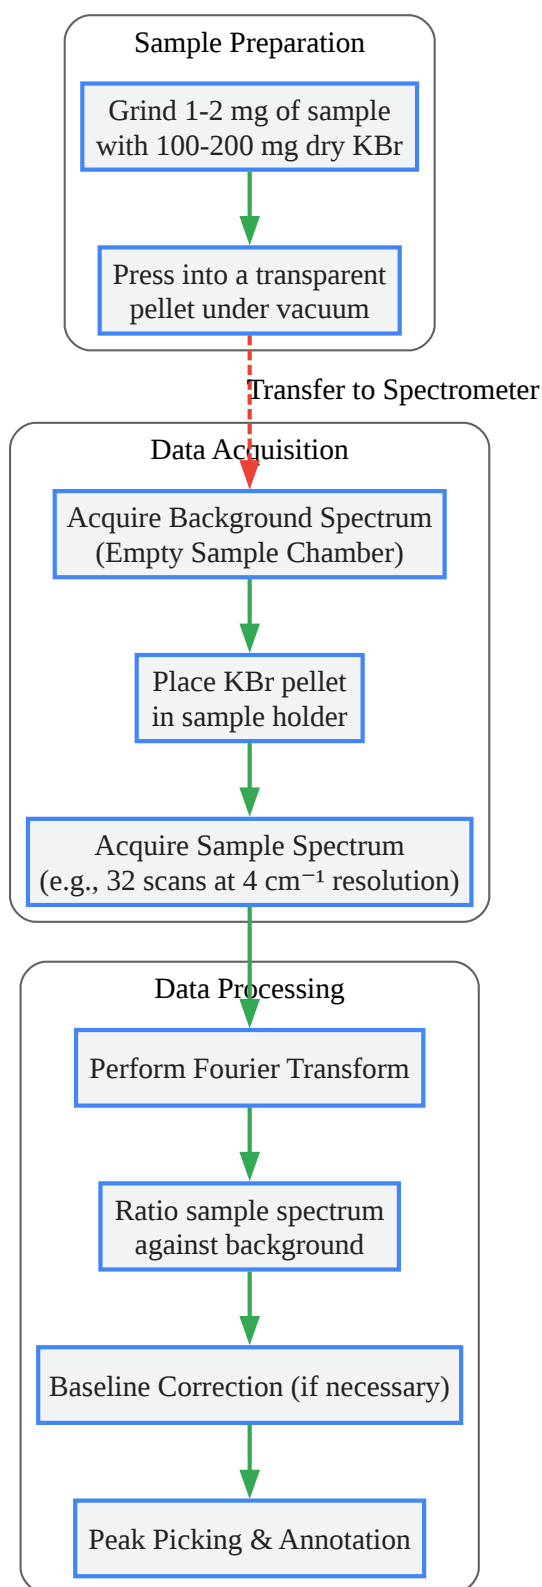 Sample Preparation
Grind 1-2 mg of sample
with 100-200 mg dry KBr
Press into a transparent
pellet under vacuum
Transfer to Spectrometer
Data Acquisition
Acquire Background Spectrum
(Empty Sample Chamber)
Place KBr pellet
in sample holder
Acquire Sample Spectrum
(e.g., 32 scans at 4 cm⁻¹ resolution)
Data Processing
Perform Fourier Transform
Ratio sample spectrum
against background
Baseline Correction (if necessary)
Peak Picking & Annotation